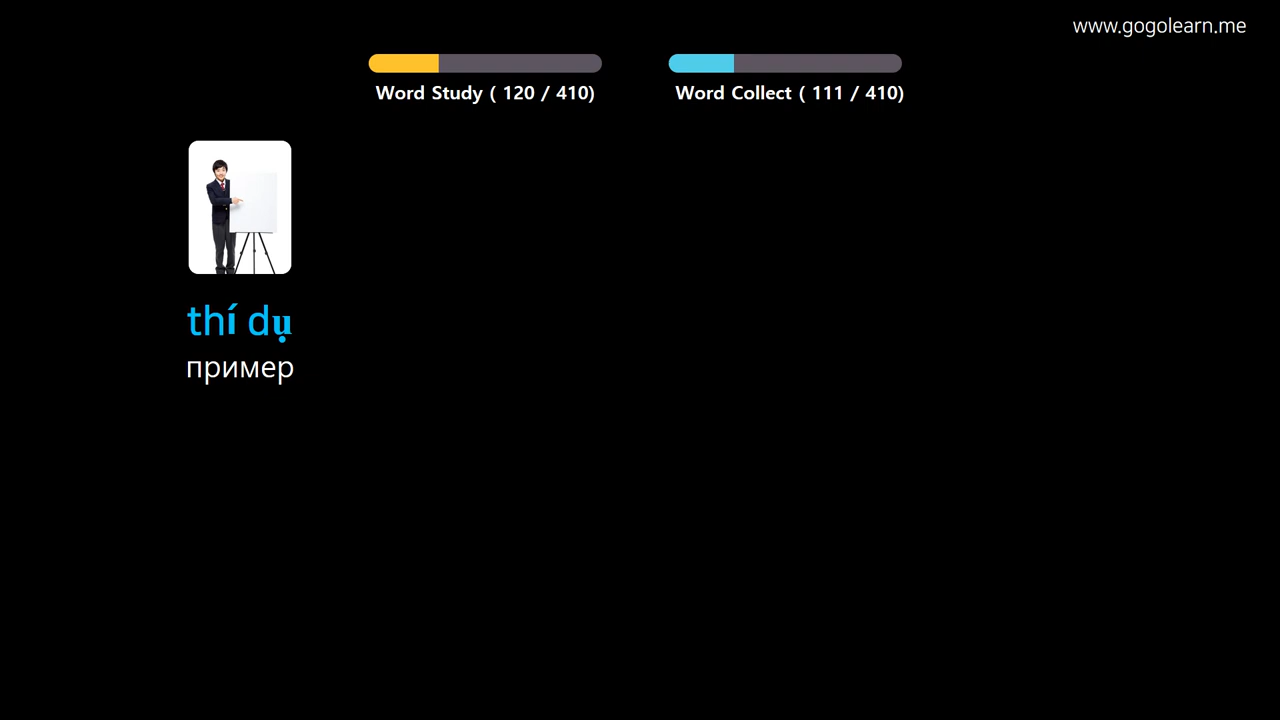 www.gogolearn.me
Word Study ( 120 / 410)
Word Collect ( 111 / 410)
thí dụ
пример